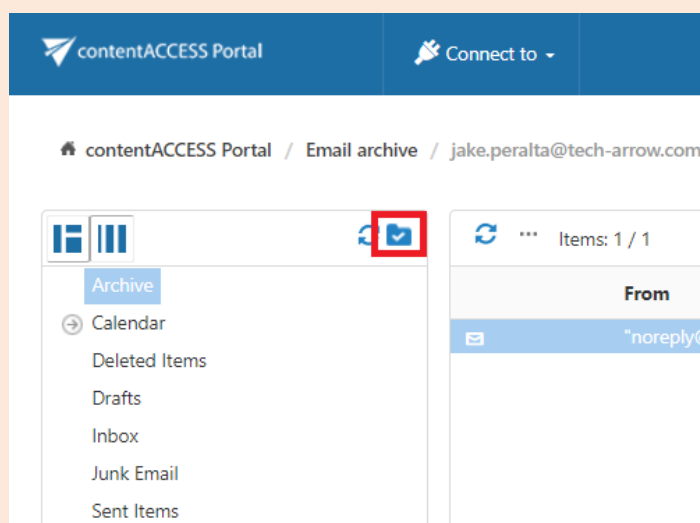 contentACCESS Portal
Connect to
contentACCESS Portal / Email archive / jake.peralta@tech-arrow.com
Items: 1 / 1
Archive
From
Calendar
"noreply@
Deleted Items
Drafts
Inbox
Junk Email
Sent Items